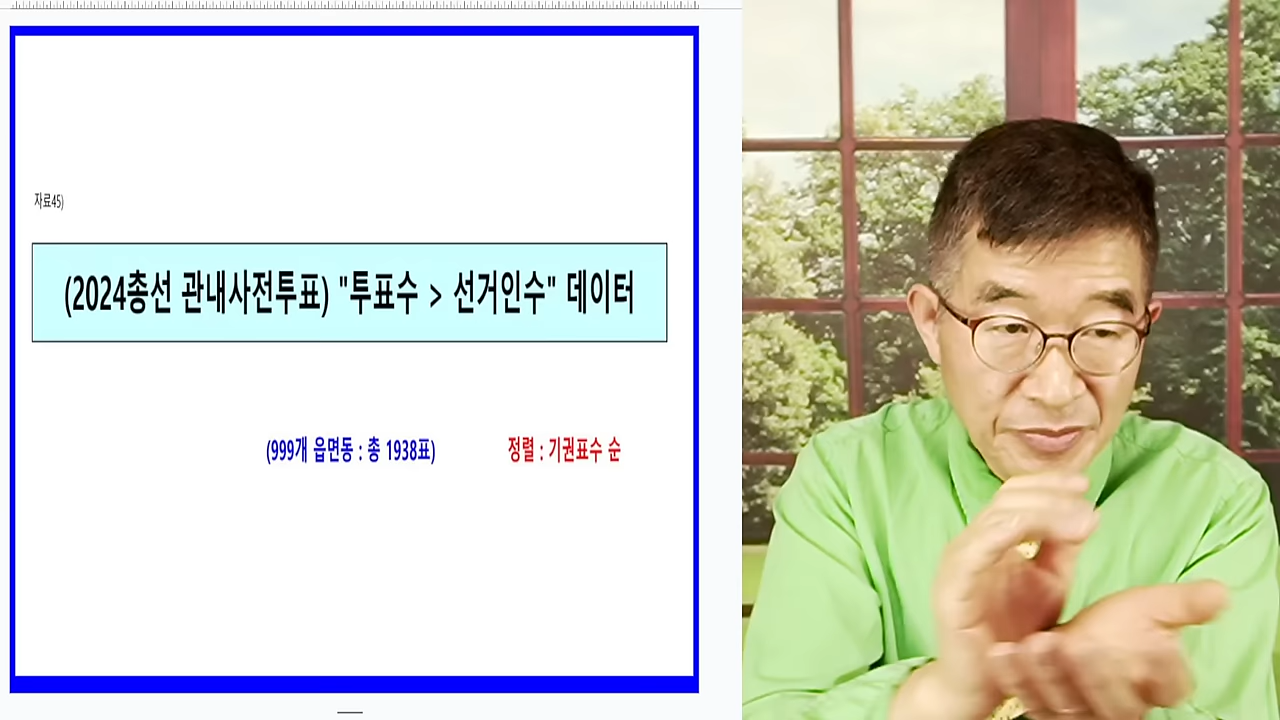 자료45)
(2024총선 관내사전투표) "투표수 > 선거인수" 데이터
(999개 읍면동 : 총 1938표) 정렬 : 기권표수 순